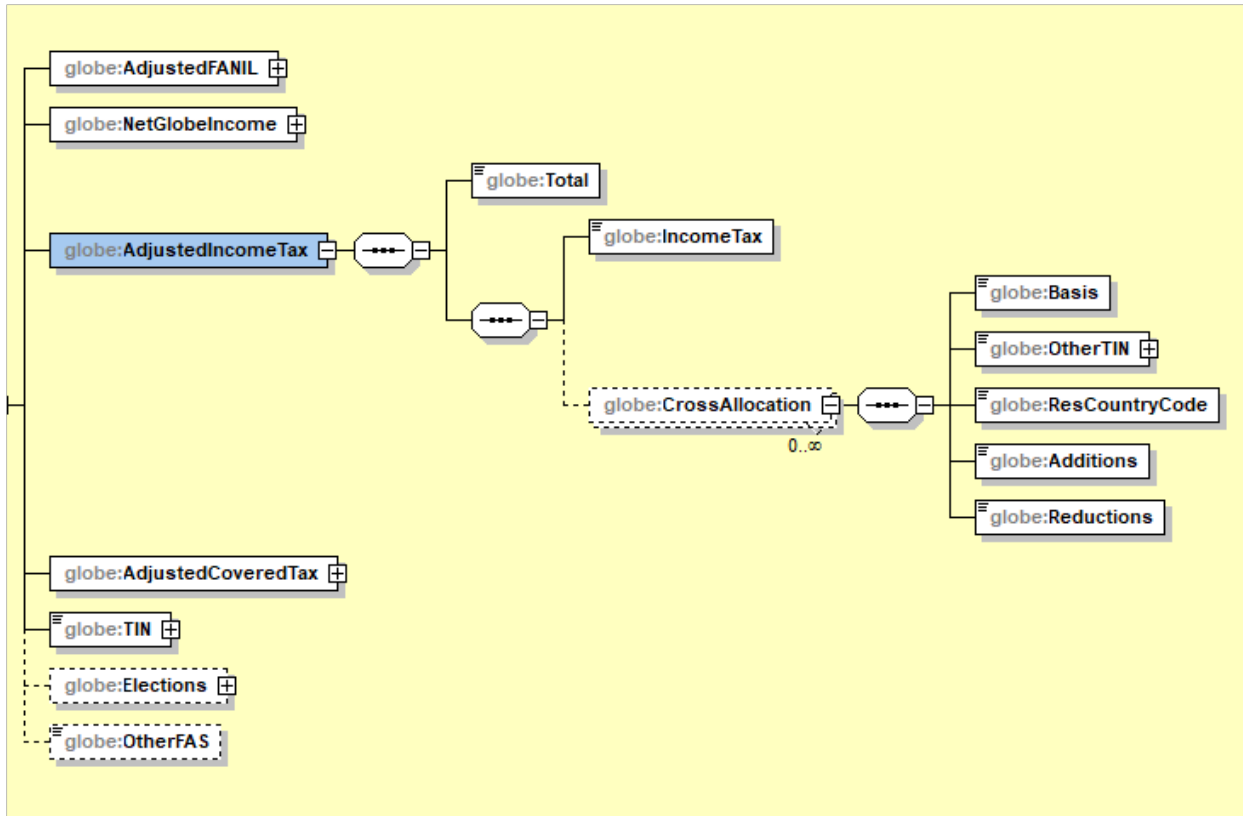 globe:AdjustedFANIL
globe:NetGlobeIncome
globe:Total
globe:IncomeTax
globe:AdjustedIncomeTax
globe:Basis
globe:OtherTIN
globe:CrossAllocation
0..∞
globe:ResCountryCode
globe:Additions
globe:Reductions
globe:AdjustedCoveredTax
globe:TIN
globe:Elections
globe:OtherFAS